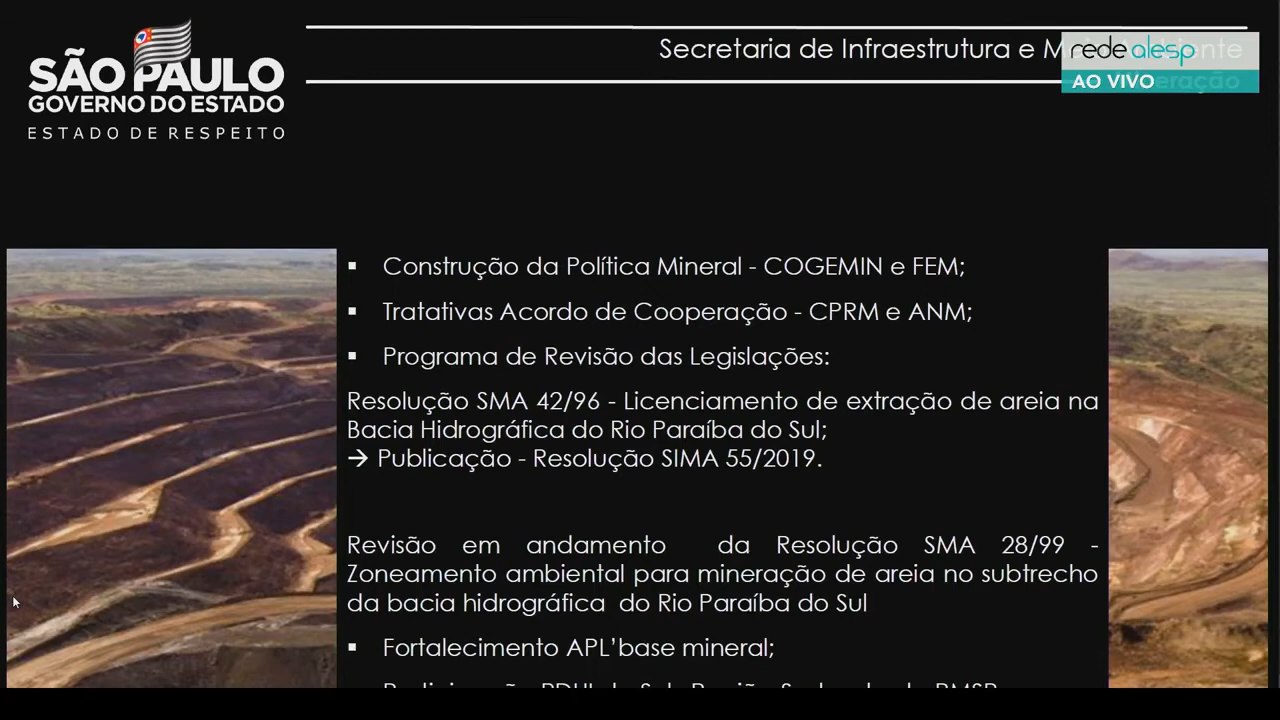 SÃO PAULO
GOVERNO DO ESTADO
ESTADO DE RESPEITO
Secretaria de Infraestrutura e
rede alesp
AO VIVO
▪ Construção da Política Mineral - COGEMIN e FEM;
▪ Tratativas Acordo de Cooperação - CPRM e ANM;
▪ Programa de Revisão das Legislações:
Resolução SMA 42/96 - Licenciamento de extração de areia na
Bacia Hidrográfica do Rio Paraíba do Sul;
→ Publicação - Resolução SIMA 55/2019.
Revisão em andamento da Resolução SMA 28/99 -
Zoneamento ambiental para mineração de areia no subtrecho
da bacia hidrográfica do Rio Paraíba do Sul
▪ Fortalecimento APL'base mineral;